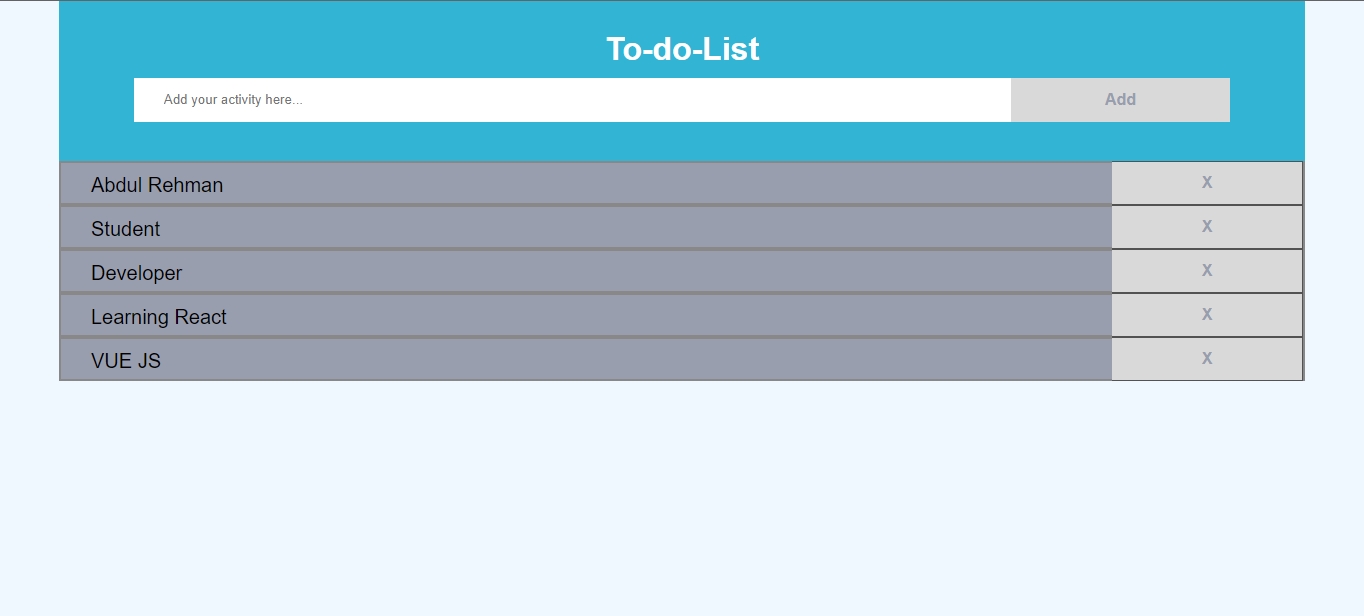 To-do-List
Add your activity here... Add
Abdul Rehman X
Student X
Developer X
Learning React X
VUE JS X